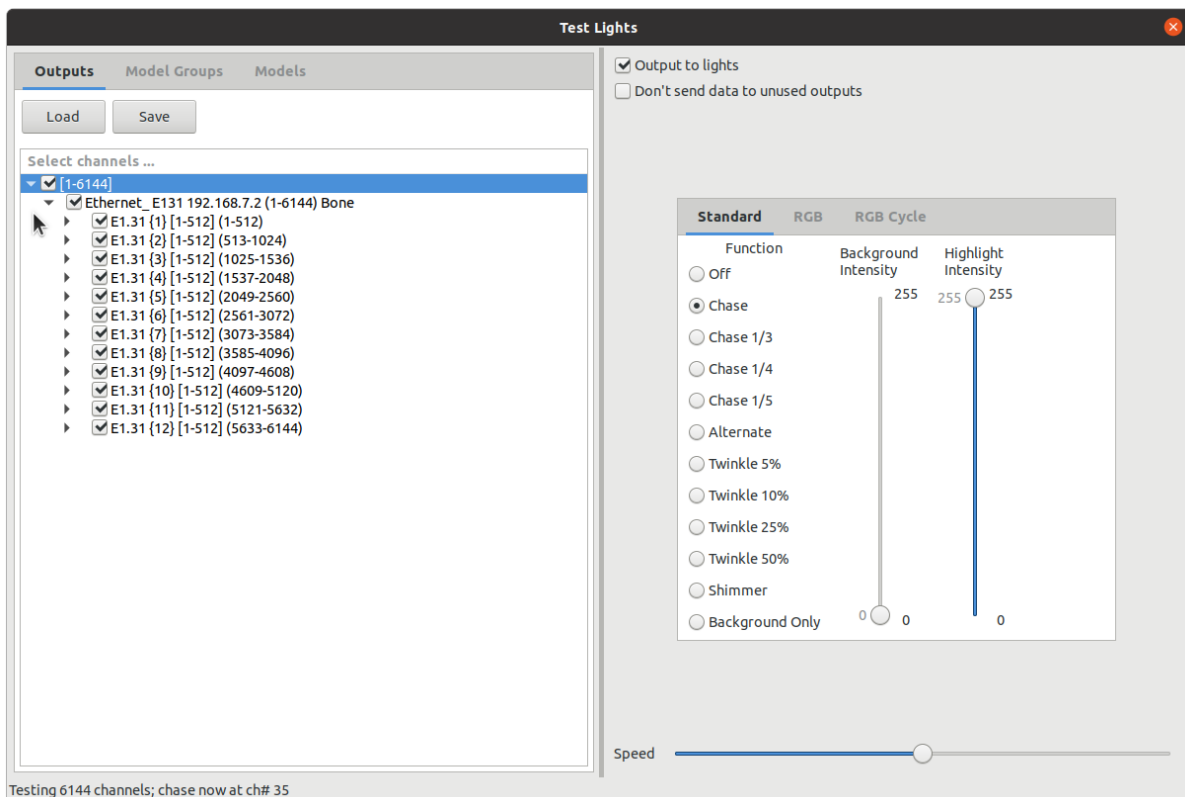 Test Lights
Outputs Model Groups Models
Load Save
Select channels ...
[1-6144]
Ethernet_ E131 192.168.7.2 (1-6144) Bone
E1.31 {1} [1-512] (1-512)
E1.31 {2} [1-512] (513-1024)
E1.31 {3} [1-512] (1025-1536)
E1.31 {4} [1-512] (1537-2048)
E1.31 {5} [1-512] (2049-2560)
E1.31 {6} [1-512] (2561-3072)
E1.31 {7} [1-512] (3073-3584)
E1.31 {8} [1-512] (3585-4096)
E1.31 {9} [1-512] (4097-4608)
E1.31 {10} [1-512] (4609-5120)
E1.31 {11} [1-512] (5121-5632)
E1.31 {12} [1-512] (5633-6144)
Testing 6144 channels; chase now at ch# 35
Output to lights
Don't send data to unused outputs
Standard RGB RGB Cycle
Function
Off
Chase
Chase 1/3
Chase 1/4
Chase 1/5
Alternate
Twinkle 5%
Twinkle 10%
Twinkle 25%
Twinkle 50%
Shimmer
Background Only
Background
Intensity
255
0 0
Highlight
Intensity
255 255
0
Speed